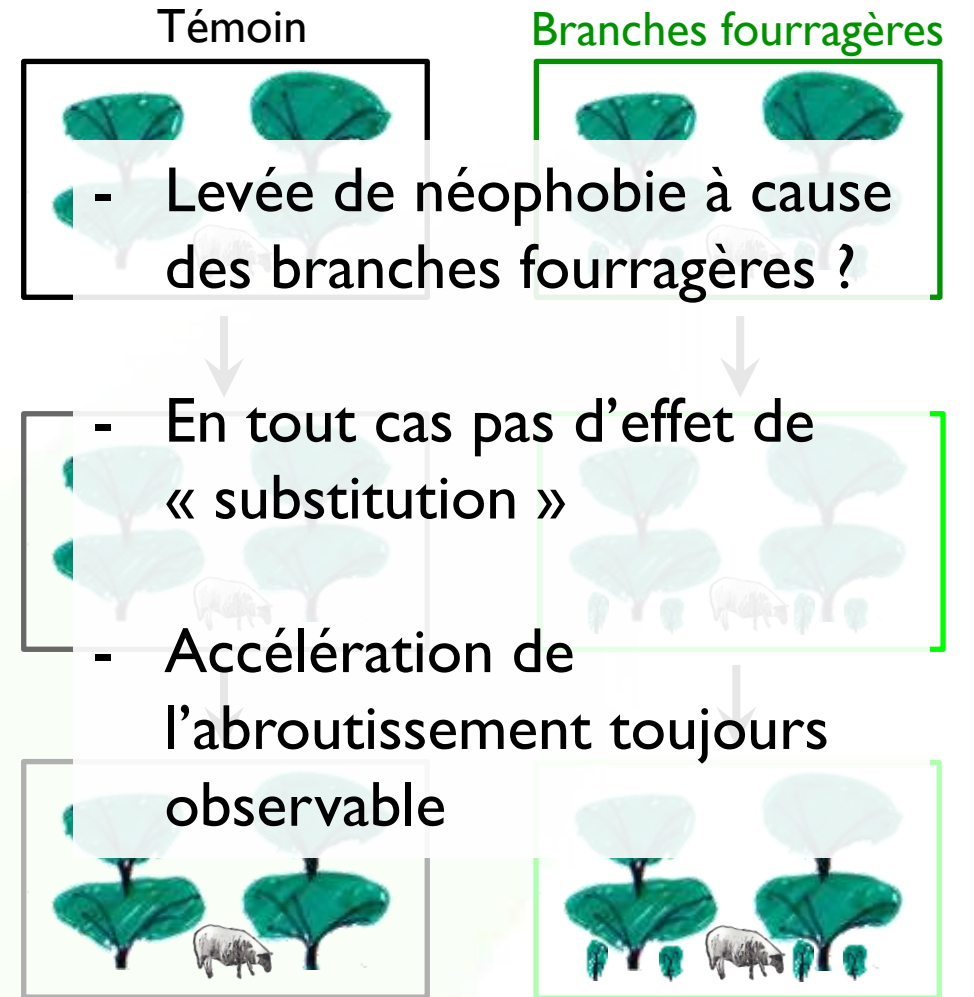 Témoin
Branches fourragères
- Levée de néophobie à cause
des branches fourragères ?
- En tout cas pas d’effet de
« substitution »
- Accélération de
l’abroutissement toujours
observable